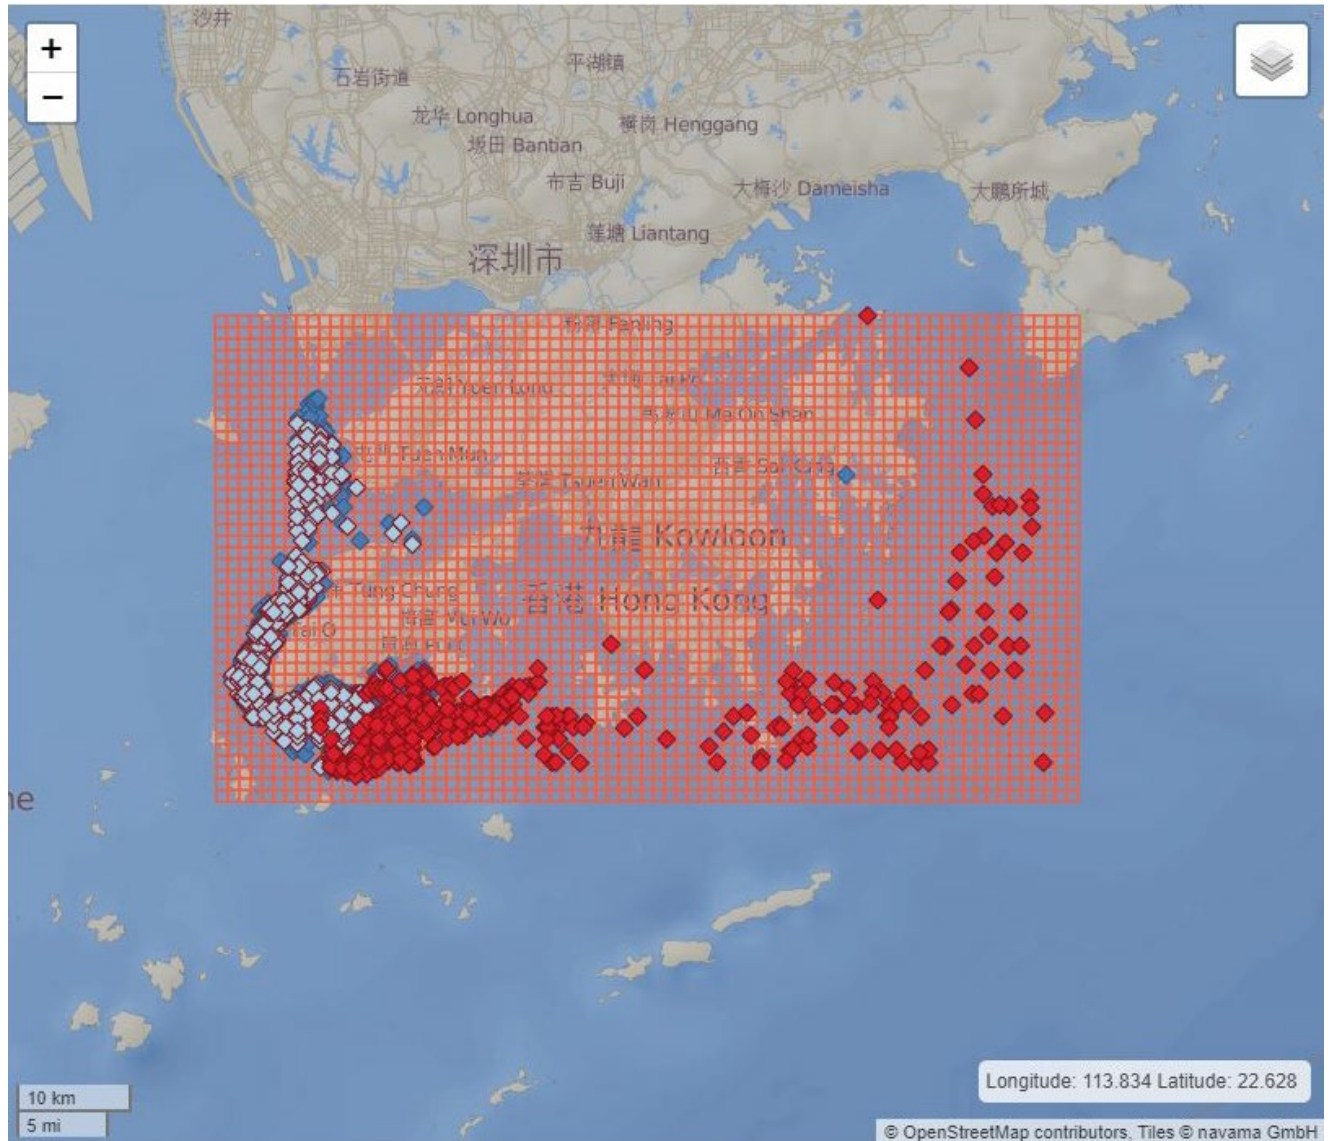 沙井
+
−
石岩街道
平湖镇
龙华 Longhua
横岗 Henggang
坂田 Bantian
布吉 Buji
大梅沙 Dameisha
大鹏所城
莲塘 Liantang
深圳市
粉嶺 Fanling
元朗 Yuen Long
大埔 Tai Po
馬鞍山 Ma On Shan
屯門 Tuen Mun
西貢 Sai Kung
荃灣 Tsuen Wan
九龍 Kowloon
Tung Chung
香港 Hong Kong
梅窩 Mui Wo
Tai O
10 km
5 mi
Longitude: 113.834 Latitude: 22.628
© OpenStreetMap contributors, Tiles © navama GmbH